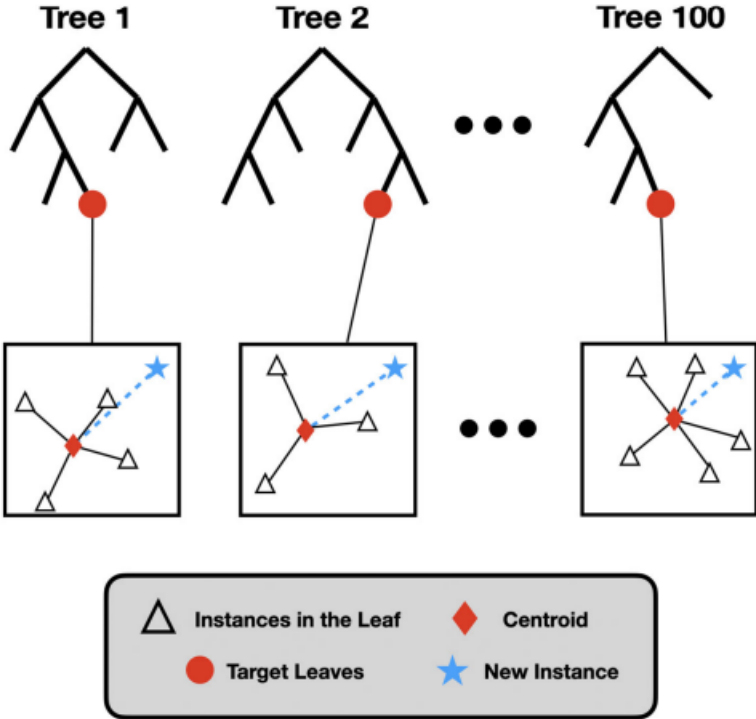 Tree 1 Tree 2 Tree 100
Instances in the Leaf Centroid
Target Leaves New Instance